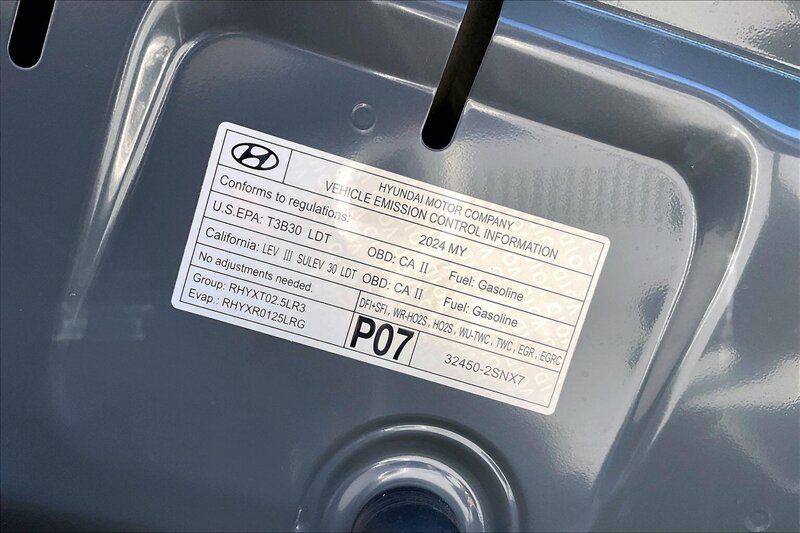 HYUNDAI MOTOR COMPANY
VEHICLE EMISSION CONTROL INFORMATION
Conforms to regulations: 2024 MY
U.S.EPA: T3B30 LDT OBD: CA II Fuel: Gasoline
California: LEV III SULEV 30 LDT OBD: CA II Fuel: Gasoline
No adjustments needed. DFI+SFI, WR-HO2S, HO2S, WU-TWC, TWC, EGR, EGRC
Group: RHYXT02.5LR3
Evap.: RHYXR0125LRG
P07
32450-2SNX7